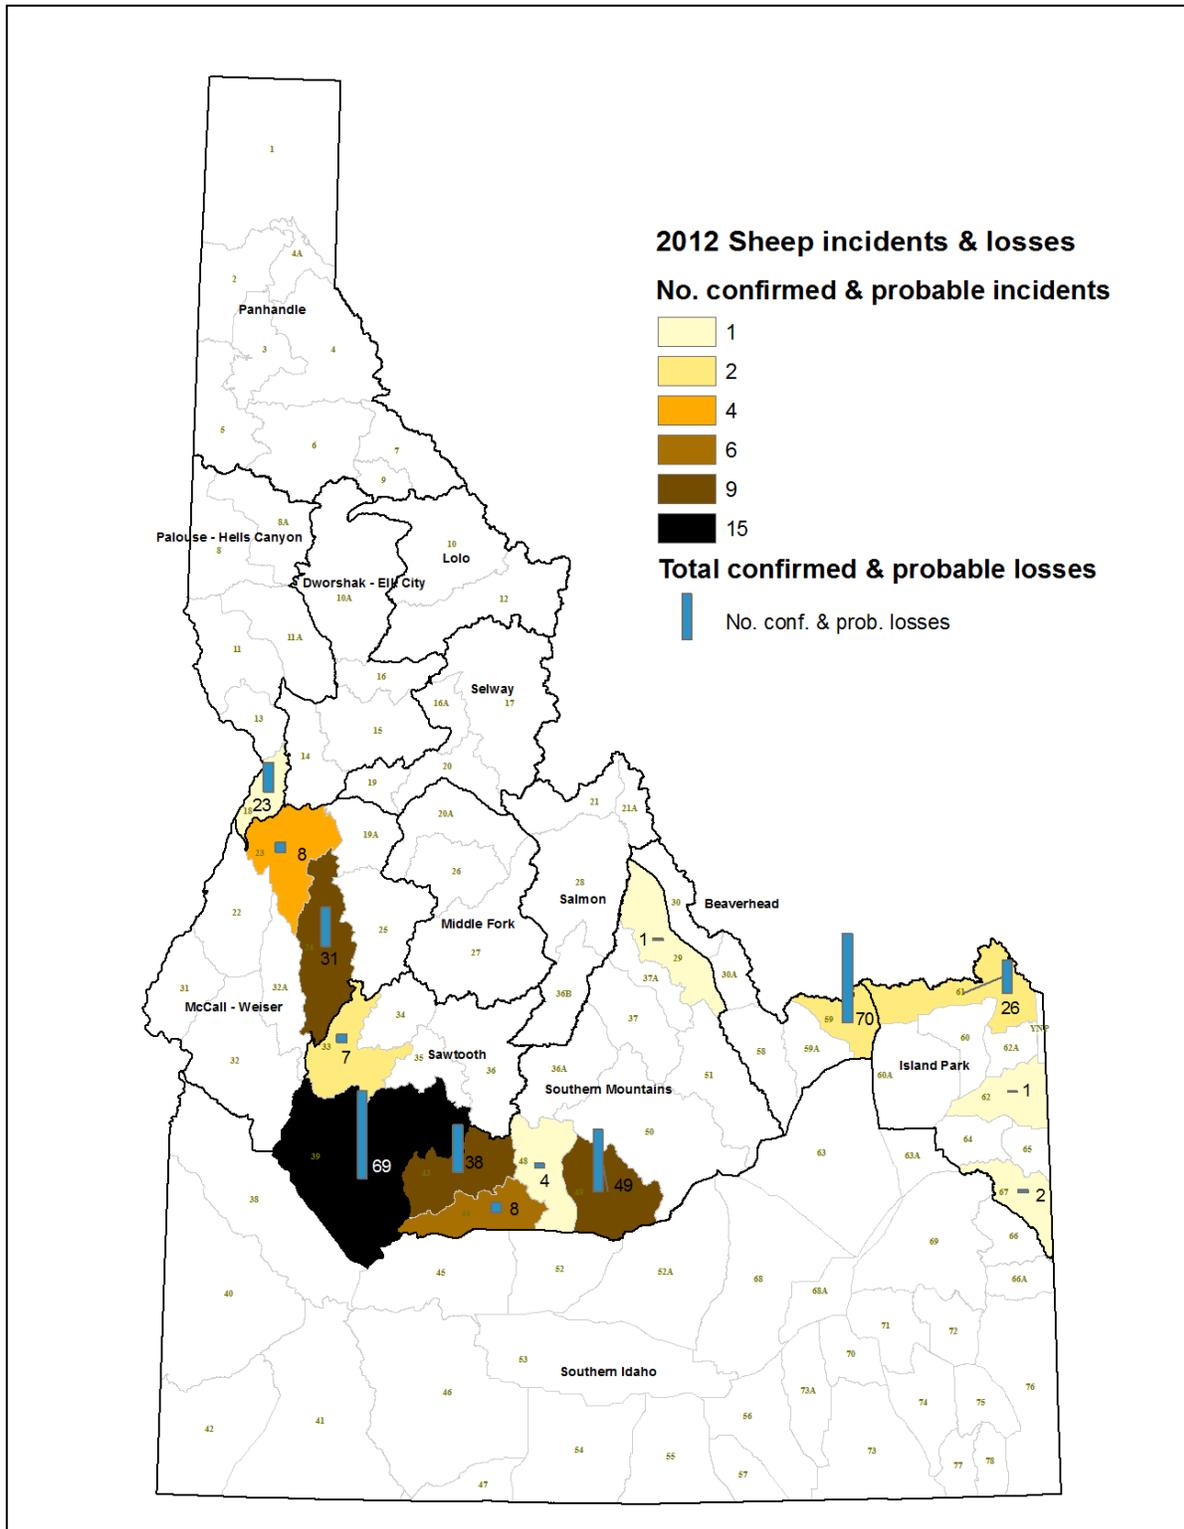 2012 Sheep incidents & losses
No. confirmed & probable incidents
1
2
4
6
9
15
Total confirmed & probable losses
No. conf. & prob. losses
1
4A
2
Panhandle
3
4
5
6
7
9
8A
Palouse - Hells Canyon
8
10
Lolo
Dworshak - Elk City
10A
12
11A
11
16
Selway
16A
17
13
15
14
20
19
18
23
21
21A
20A
19A
23
8
26
28
Salmon
30
Beaverhead
22
Middle Fork
25
1
29
27
24
31
30A
37A
31
32A
McCall - Weiser
36B
34
37
61
26
59
70
YNP
60
33
7
35
Sawtooth
36
58
59A
62A
32
36A
Southern Mountains
51
60A
Island Park
62
1
39
69
43
38
48
4
50
49
49
44
8
38
63
63A
64
65
67
2
66
69
45
52
52A
68
68A
66A
40
71
72
70
53
Southern Idaho
46
73A
74
75
76
42
41
56
54
55
57
73
77
78
47